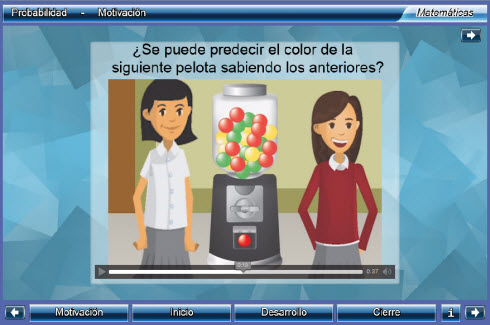 Probabilidad - Motivación
Matemáticas
¿Se puede predecir el color de la
siguiente pelota sabiendo los anteriores?
0:37
Motivación
Inicio
Desarrollo
Cierre
i